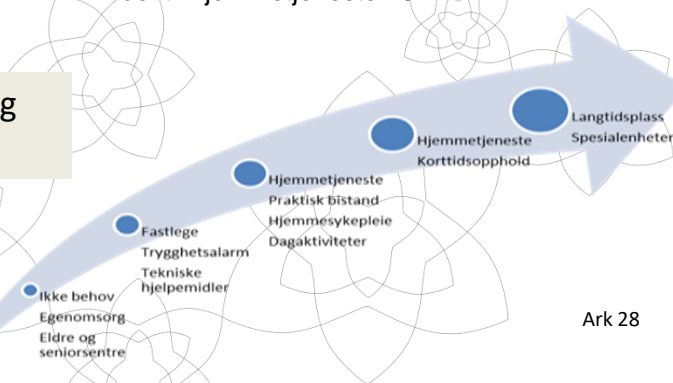 g
Langtidsplass
Spesialenheter
Hjemmetjeneste
Korttidsopphold
Hjemmetjeneste
Praktisk bistand
Hjemmesykepleie
Dagaktiviteter
Fastlege
Trygghetsalarm
Tekniske
hjelpemidler
Ikke behov
Egenomsorg
Eldre og
seniorsentre
Ark 28